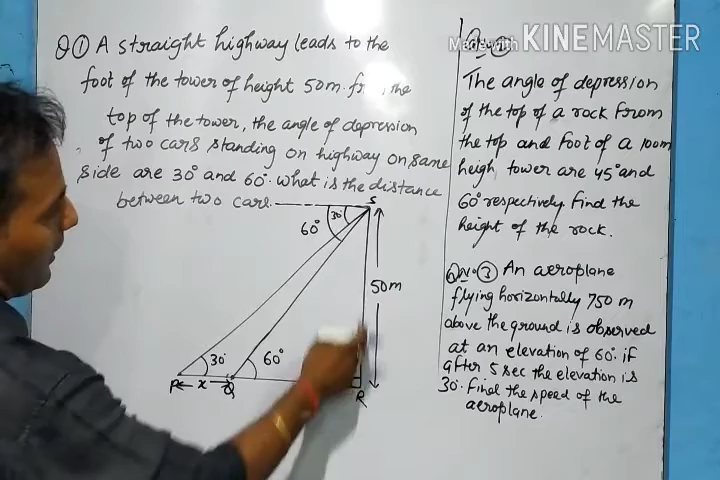 Q ① A straight highway leads to the
foot of the tower of height 50m. the
top of the tower, the angle of depression
of two cars standing on highway on same
side are 30° and 60°. what is the distance
between two cars.
S
30°
60°
50m
30°
60°
P x Q
R
Made with KINEMASTER
The angle of depression
of the top of a rock from
the top and foot of a 100m
heigh tower are 45° and
60° respectively. find the
height of the rock.
QN. ③ An aeroplane
flying horizontally 750 m
above the ground is observed
at an elevation of 60°. if
after 5 sec the elevation is
30°. Find the speed of the
aeroplane.